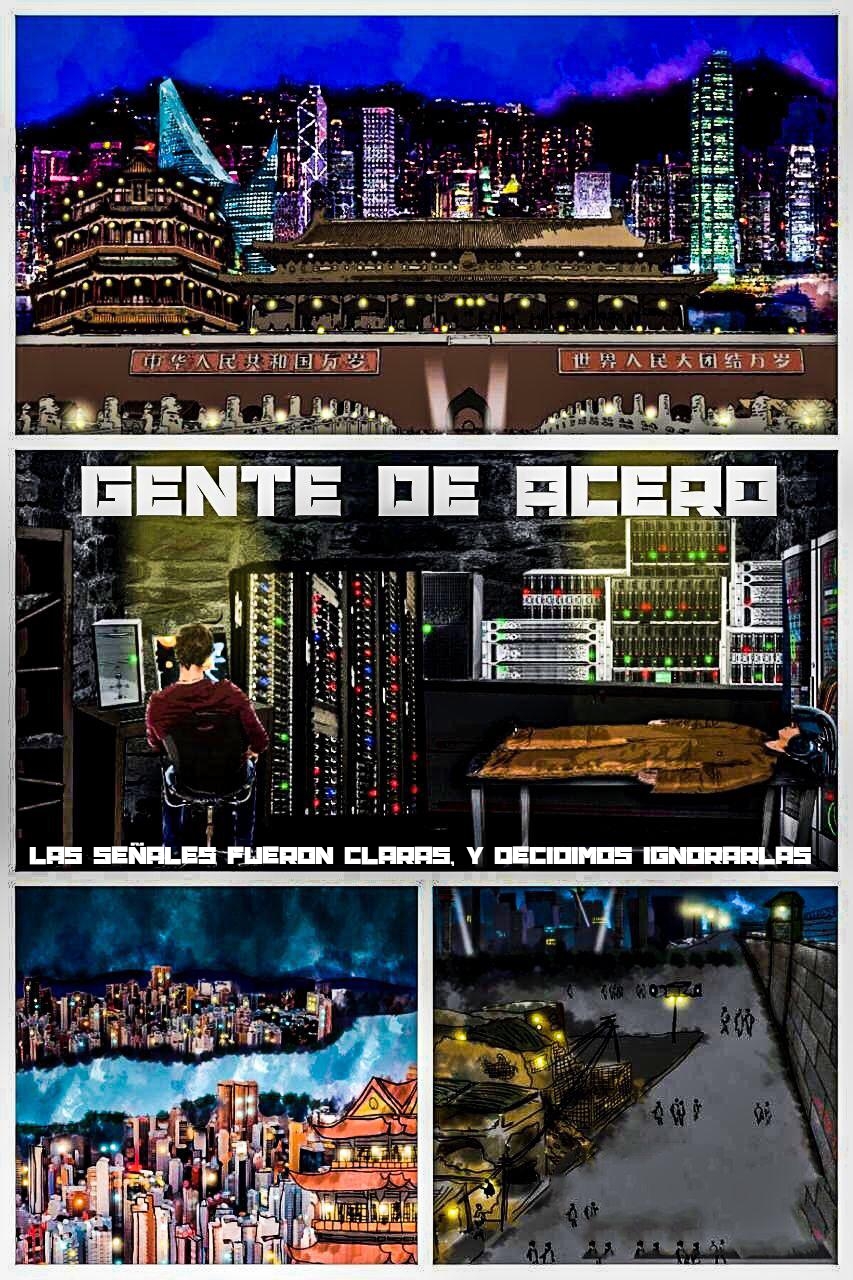 中华人民共和国万岁
世界人民大团结万岁
GENTE DE ACERO
LAS SEÑALES FUERON CLARAS, Y DECIDIMOS IGNORARLAS